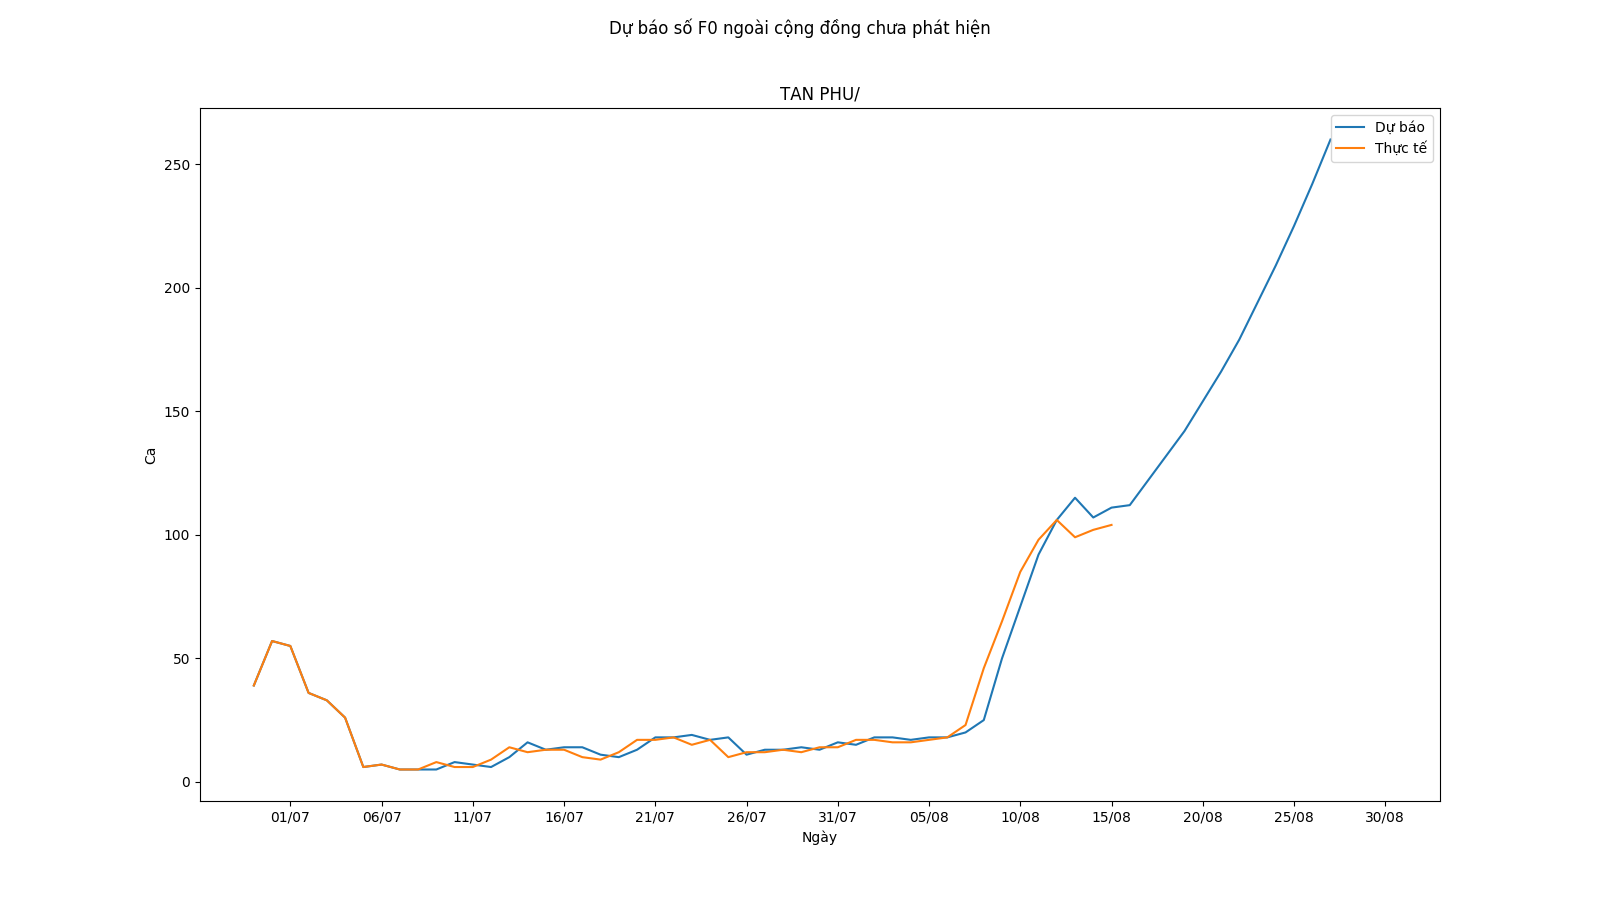 Dự báo số F0 ngoài cộng đồng chưa phát hiện
TAN PHU/
Dự báo
Thực tế
250
200
150
100
50
0
Ca
01/07 06/07 11/07 16/07 21/07 26/07 31/07 05/08 10/08 15/08 20/08 25/08 30/08
Ngày